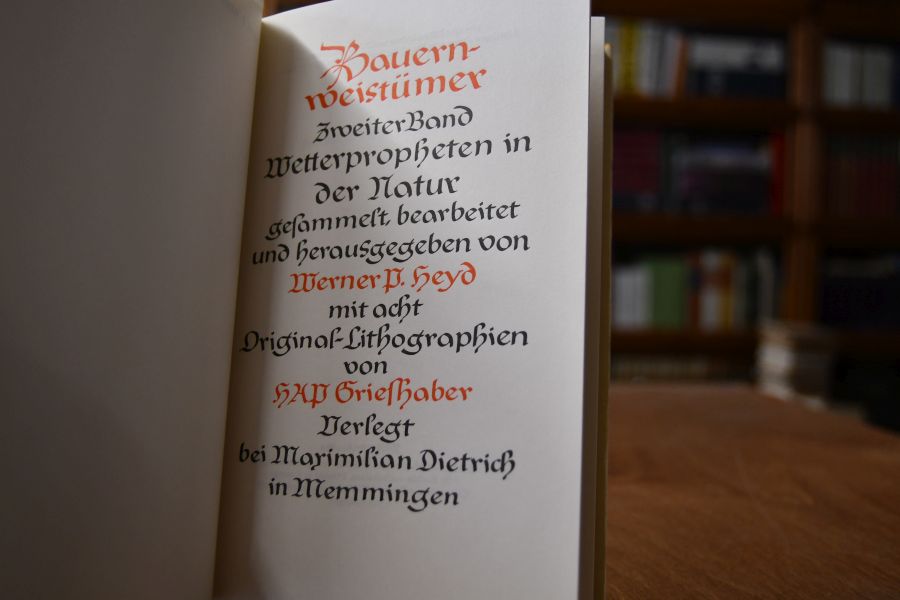 Bauern-
weistümer
Zweiter Band
Wetterpropheten in
der Natur
gesammelt, bearbeitet
und herausgegeben von
Werner P. Heyd
mit acht
Original-Lithographien
von
HAP Grieshaber
Verlegt
bei Maximilian Dietrich
in Memmingen